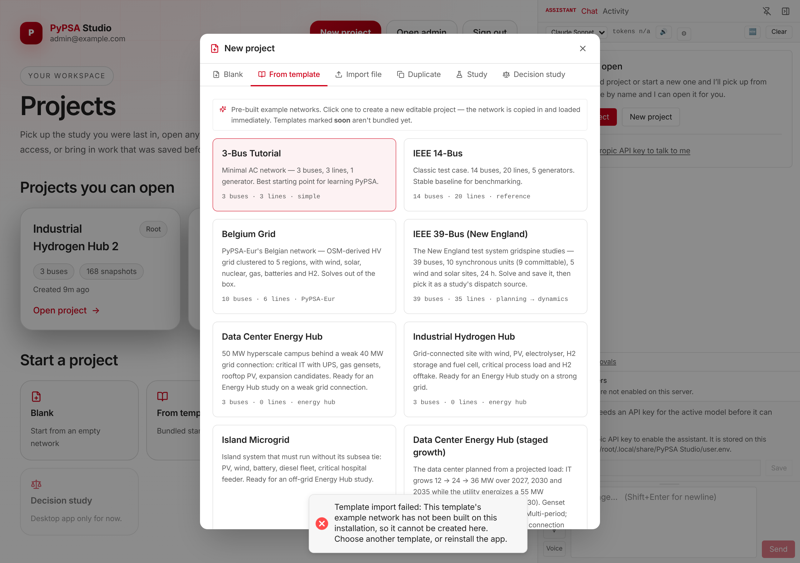 PyPSA Studio
admin@example.com
New project
Open admin
Sign out
YOUR WORKSPACE
Projects
Pick up the study you were last in, open any
access, or bring in work that was saved befo
Projects you can open
Industrial
Hydrogen Hub 2
Root
3 buses
168 snapshots
Created 9m ago
Open project →
Start a project
Blank
Start from an empty
network
From temp
Bundled star
Decision study
Desktop app only for now.
New project
Blank
From template
Import file
Duplicate
Study
Decision study
Pre-built example networks. Click one to create a new editable project — the network is copied in and loaded
immediately. Templates marked soon aren't bundled yet.
3-Bus Tutorial
Minimal AC network — 3 buses, 3 lines, 1
generator. Best starting point for learning PyPSA.
3 buses · 3 lines · simple
IEEE 14-Bus
Classic test case. 14 buses, 20 lines, 5 generators.
Stable baseline for benchmarking.
14 buses · 20 lines · reference
Belgium Grid
PyPSA-Eur's Belgian network — OSM-derived HV
grid clustered to 5 regions, with wind, solar,
nuclear, gas, batteries and H2. Solves out of the
box.
10 buses · 6 lines · PyPSA-Eur
IEEE 39-Bus (New England)
The New England test system gridspine studies —
39 buses, 10 synchronous units (9 committable), 5
wind and solar sites, 24 h. Solve and save it, then
pick it as a study's dispatch source.
39 buses · 35 lines · planning → dynamics
Data Center Energy Hub
50 MW hyperscale campus behind a weak 40 MW
grid connection: critical IT with UPS, gas gensets,
rooftop PV, expansion candidates. Ready for an
Energy Hub study on a weak grid connection.
3 buses · 0 lines · energy hub
Industrial Hydrogen Hub
Grid-connected site with wind, PV, electrolyser, H2
storage and fuel cell, critical process load and H2
offtake. Ready for an Energy Hub study on a strong
grid.
3 buses · 0 lines · energy hub
Island Microgrid
Island system that must run without its subsea tie:
PV, wind, battery, diesel fleet, critical hospital
feeder. Ready for an off-grid Energy Hub study.
Data Center Energy Hub (staged
growth)
The data center planned from a projected load: IT
grows 12 → 24 → 36 MW over 2027, 2030 and
2035 while the utility energizes a 55 MW
30). Genset
Multi-period;
connection
Template import failed: This template's
example network has not been built on this
installation, so it cannot be created here.
Choose another template, or reinstall the app.
ASSISTANT Chat Activity
tokens n/a
Clear
open
d project or start a new one and I'll pick up from
e by name and I can open it for you.
ect
New project
ropic API key to talk to me
ovals
rs
re not enabled on this server.
eeds an API key for the active model before it can
ic API key to enable the assistant. It is stored on this
/root/.local/share/PyPSA Studio/user.env.
Save
age... (Shift+Enter for newline)
Voice
Send